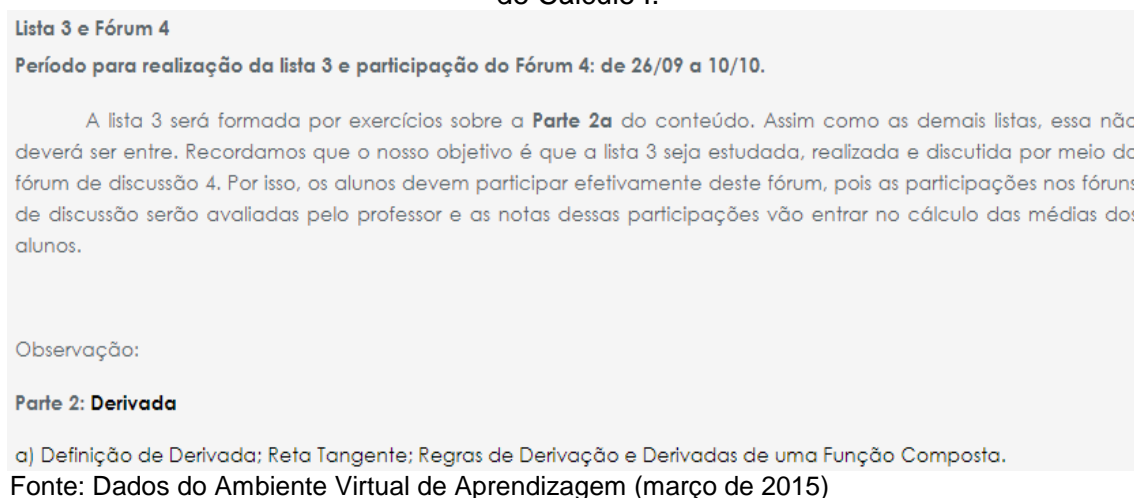 de Cálculo I.
Lista 3 e Fórum 4
Período para realização da lista 3 e participação do Fórum 4: de 26/09 a 10/10.
A lista 3 será formada por exercícios sobre a Parte 2a do conteúdo. Assim como as demais listas, essa não
deverá ser entre. Recordamos que o nosso objetivo é que a lista 3 seja estudada, realizada e discutida por meio do
fórum de discussão 4. Por isso, os alunos devem participar efetivamente deste fórum, pois as participações nos fóruns
de discussão serão avaliadas pelo professor e as notas dessas participações vão entrar no cálculo das médias dos
alunos.
Observação:
Parte 2: Derivada
a) Definição de Derivada; Reta Tangente; Regras de Derivação e Derivadas de uma Função Composta.
Fonte: Dados do Ambiente Virtual de Aprendizagem (março de 2015)